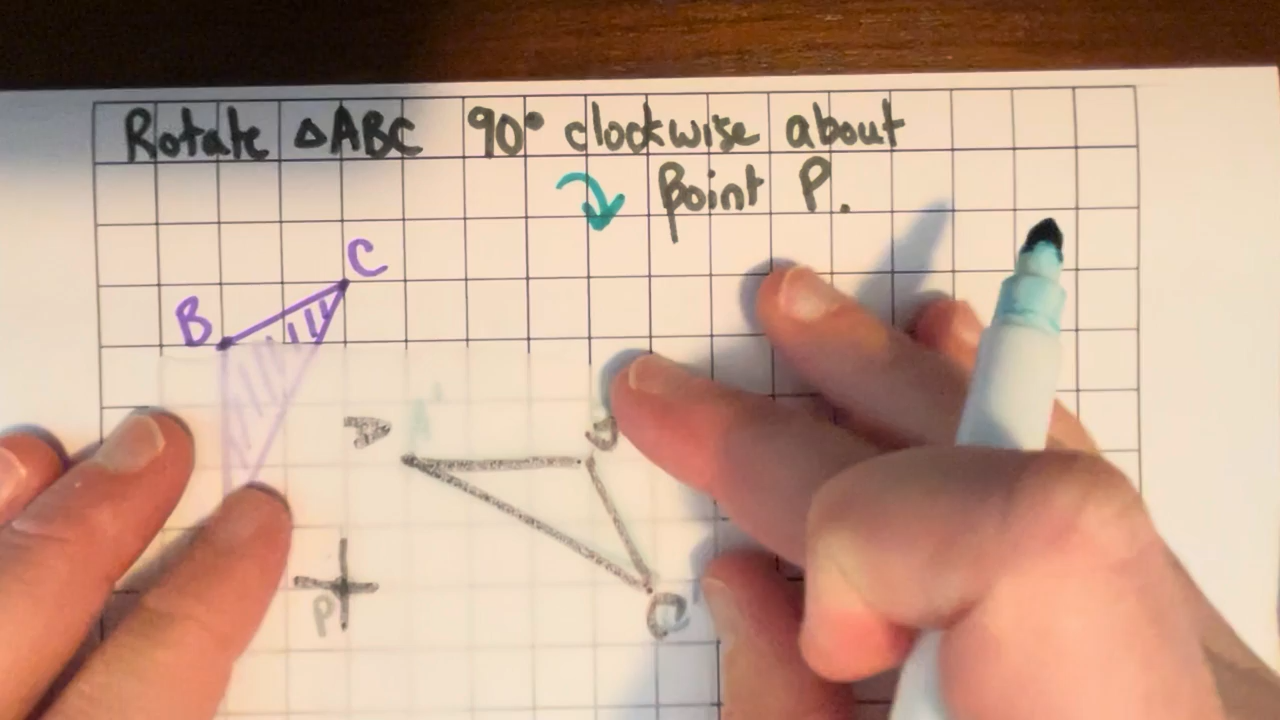 Rotate △ABC 90° clockwise about
Point P.
C
B
A'
A
B
P
C